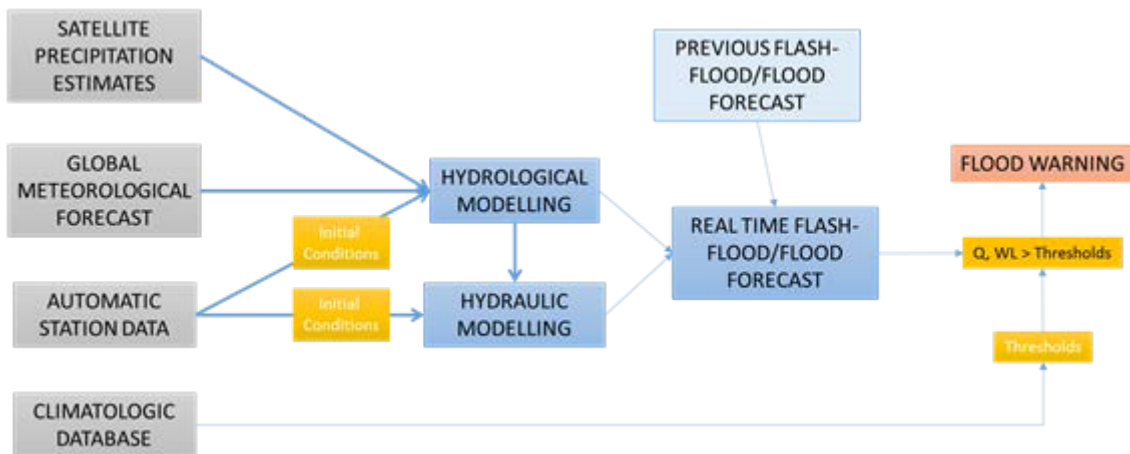 SATELLITE
PRECIPITATION
ESTIMATES
GLOBAL
METEOROLOGICAL
FORECAST
AUTOMATIC
STATION DATA
CLIMATOLOGIC
DATABASE
Initial
Conditions
Initial
Conditions
HYDROLOGICAL
MODELLING
HYDRAULIC
MODELLING
PREVIOUS FLASH-
FLOOD/FLOOD
FORECAST
REAL TIME FLASH-
FLOOD/FLOOD
FORECAST
FLOOD WARNING
Q, WL > Thresholds
Thresholds